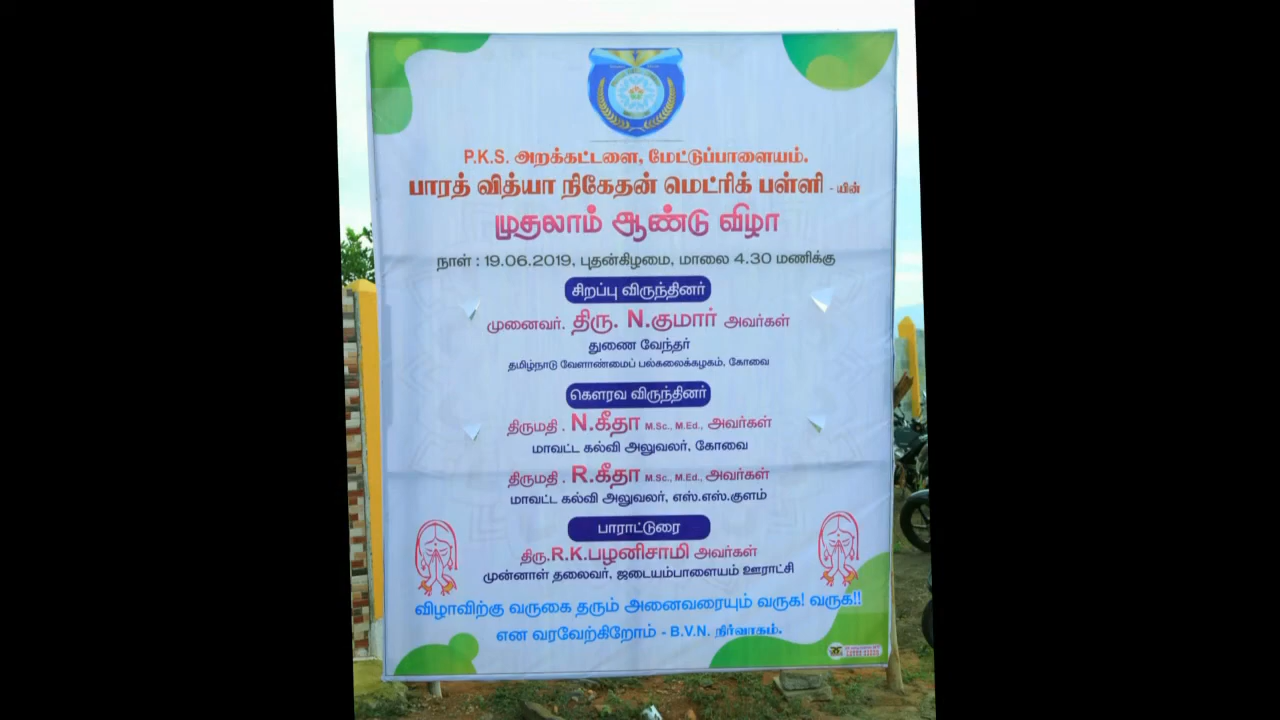 P.K.S. அறக்கட்டளை, மேட்டுப்பாளையம்.
பாரத் வித்யா நிகேதன் மெட்ரிக் பள்ளி - யின்
முதலாம் ஆண்டு விழா
நாள் : 19.06.2019, புதன்கிழமை, மாலை 4.30 மணிக்கு
சிறப்பு விருந்தினர்
முனைவர். திரு. N.குமார் அவர்கள்
துணை வேந்தர்
தமிழ்நாடு வேளாண்மைப் பல்கலைக்கழகம், கோவை
கௌரவ விருந்தினர்
திருமதி . N.கீதா M.Sc., M.Ed., அவர்கள்
மாவட்ட கல்வி அலுவலர், கோவை
திருமதி . R.கீதா M.Sc., M.Ed., அவர்கள்
மாவட்ட கல்வி அலுவலர், எஸ்.எஸ்.குளம்
பாராட்டுரை
திரு.R.K.பழனிசாமி அவர்கள்
முன்னாள் தலைவர், ஜடையம்பாளையம் ஊராட்சி
விழாவிற்கு வருகை தரும் அனைவரையும் வருக! வருக!!
என வரவேற்கிறோம் - B.V.N. நிர்வாகம்.